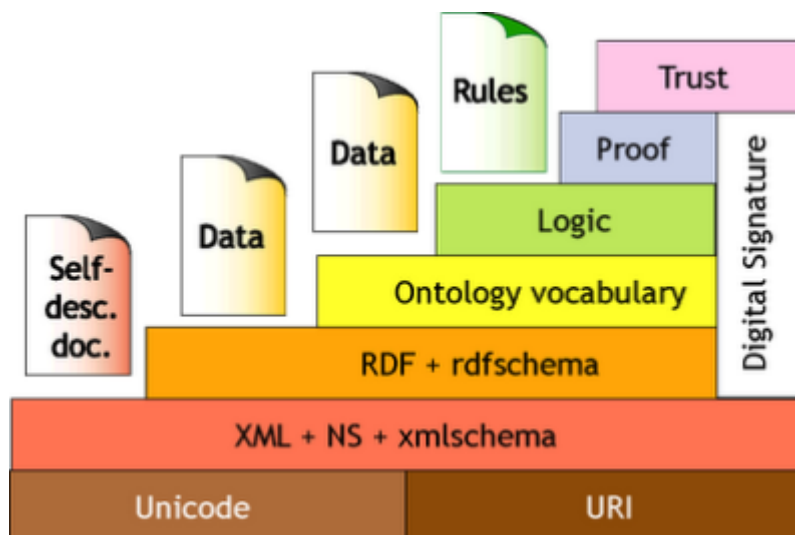 Rules
Trust
Data
Proof
Data
Logic
Digital Signature
Self-
desc.
doc.
Ontology vocabulary
RDF + rdfschema
XML + NS + xmlschema
Unicode
URI